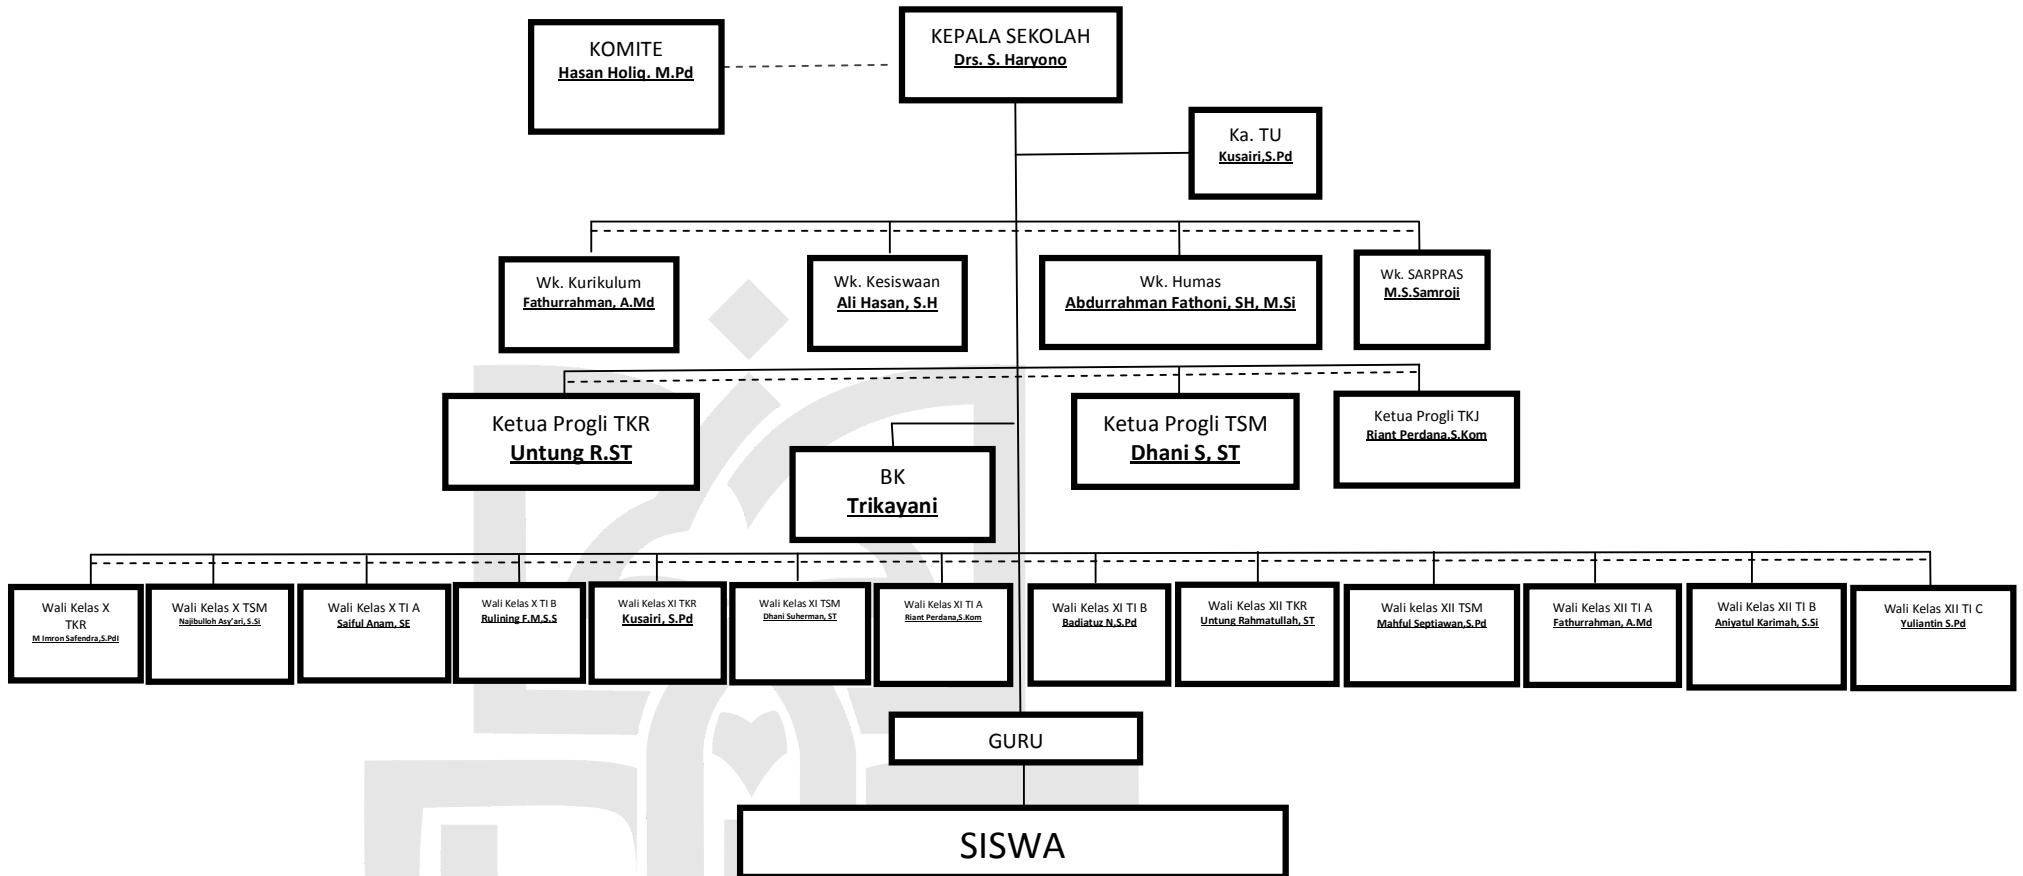 KOMITE
Hasan Holiq. M.Pd
KEPALA SEKOLAH
Drs. S. Haryono
Ka. TU
Kusairi,S.Pd
Wk. Kurikulum
Fathurrahman, A.Md
Wk. Kesiswaan
Ali Hasan, S.H
Wk. Humas
Abdurrahman Fathoni, SH, M.Si
Wk. SARPRAS
M.S.Samroji
Ketua Progli TKR
Untung R.ST
BK
Trikayani
Ketua Progli TSM
Dhani S, ST
Ketua Progli TKJ
Riant Perdana.S.Kom
Wali Kelas X
TKR
M Imron Safendra,S.PdI
Wali Kelas X TSM
Najibulloh Asy'ari, S.Si
Wali Kelas X TI A
Saiful Anam, SE
Wali Kelas X TI B
Rulining F.M,S.S
Wali Kelas XI TKR
Kusairi, S.Pd
Wali Kelas XI TSM
Dhani Suherman, ST
Wali Kelas XI TI A
Riant Perdana,S.Kom
Wali Kelas XI TI B
Badiatuz N,S.Pd
Wali kelas XII TKR
Untung Rahmatullah, ST
Wali kelas XII TSM
Mahful Septiawan,S.Pd
Wali Kelas XII TI A
Fathurrahman, A.Md
Wali Kelas XII TI B
Aniyatul Karimah, S.Si
Wali Kelas XII TI C
Yuliantin S.Pd
GURU
SISWA